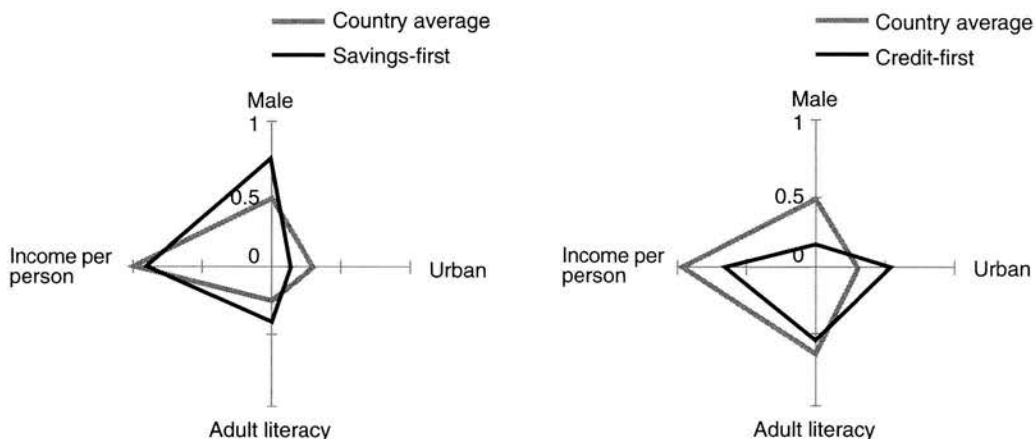 Country average
Savings-first
Male
1
0.5
0
Income per
person
Urban
Adult literacy
Country average
Credit-first
Male
1
0.5
0
Income per
person
Urban
Adult literacy